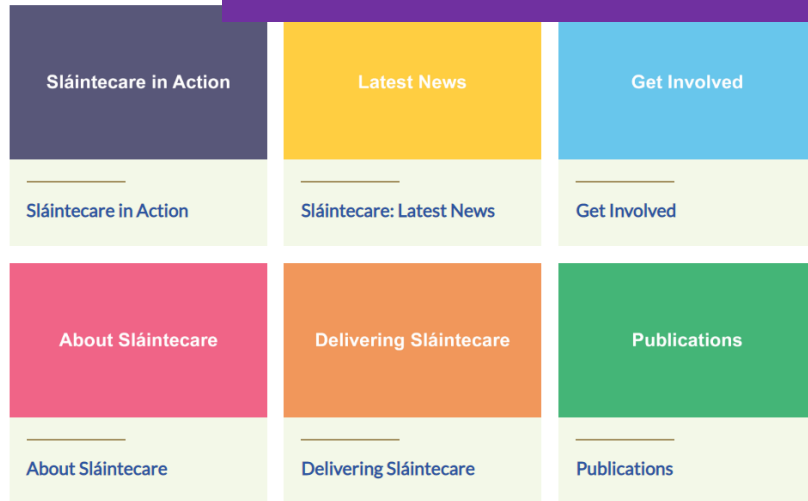 Sláintecare in Action
Latest News
Get Involved
Sláintecare in Action
Sláintecare: Latest News
Get Involved
About Sláintecare
Delivering Sláintecare
Publications
About Sláintecare
Delivering Sláintecare
Publications